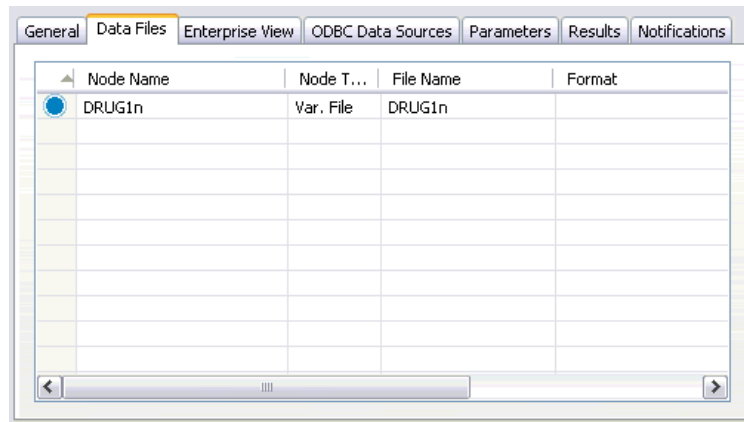 General Data Files Enterprise View ODBC Data Sources Parameters Results Notifications
Node Name Node T... File Name Format
DRUG1n Var. File DRUG1n